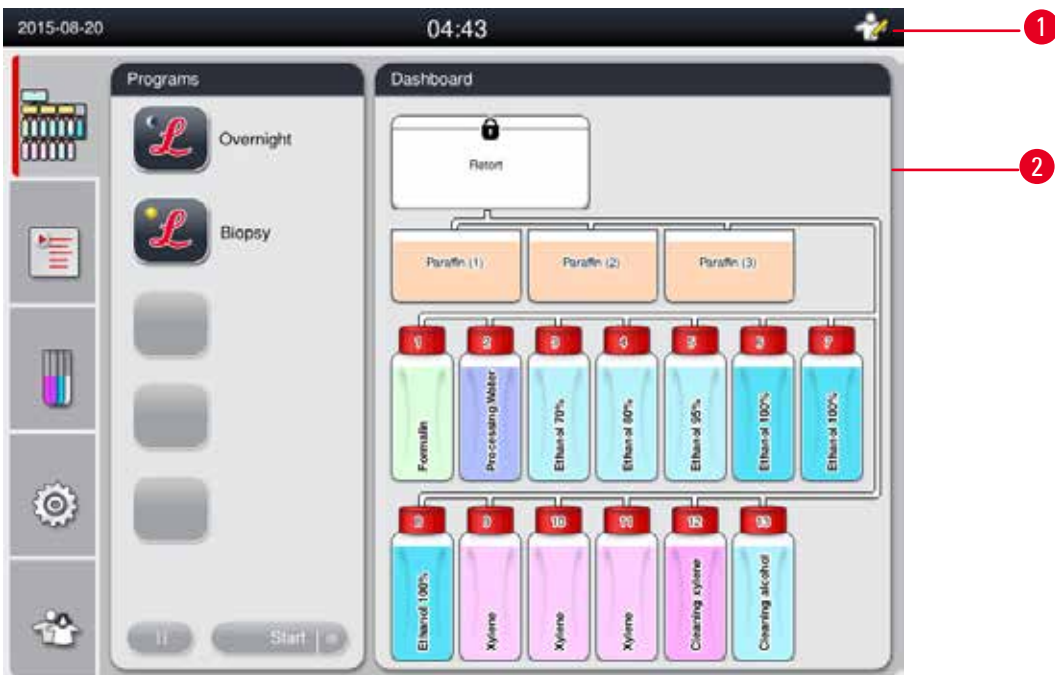 2015-08-20
04:43
1
Programs
Overnight
Biopsy
Start
Dashboard
2
Retort
Paraffin (1)
Paraffin (2)
Paraffin (3)
1
2
3
4
5
6
7
Formalin
Processing Water
Ethanol 70%
Ethanol 80%
Ethanol 95%
Ethanol 100%
Ethanol 100%
8
9
10
11
12
13
Ethanol 100%
Xylene
Xylene
Xylene
Cleaning xylene
Cleaning alcohol